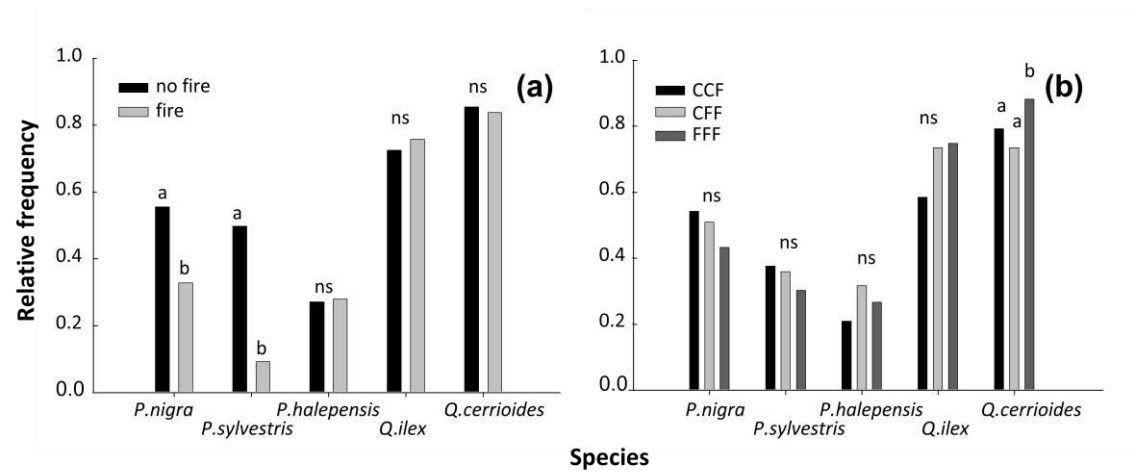 Relative frequency
1.0
0.8
0.6
0.4
0.2
0.0
no fire
fire
(a)
a
b
a
b
ns
ns
ns
P.nigra
P.sylvestris
P.halepensis
Q.ilex
Q.cerrioides
1.0
0.8
0.6
0.4
0.2
0.0
CCF
CFF
FFF
(b)
ns
ns
ns
ns
a
a
b
P.nigra
P.sylvestris
P.halepensis
Q.ilex
Q.cerrioides
Species